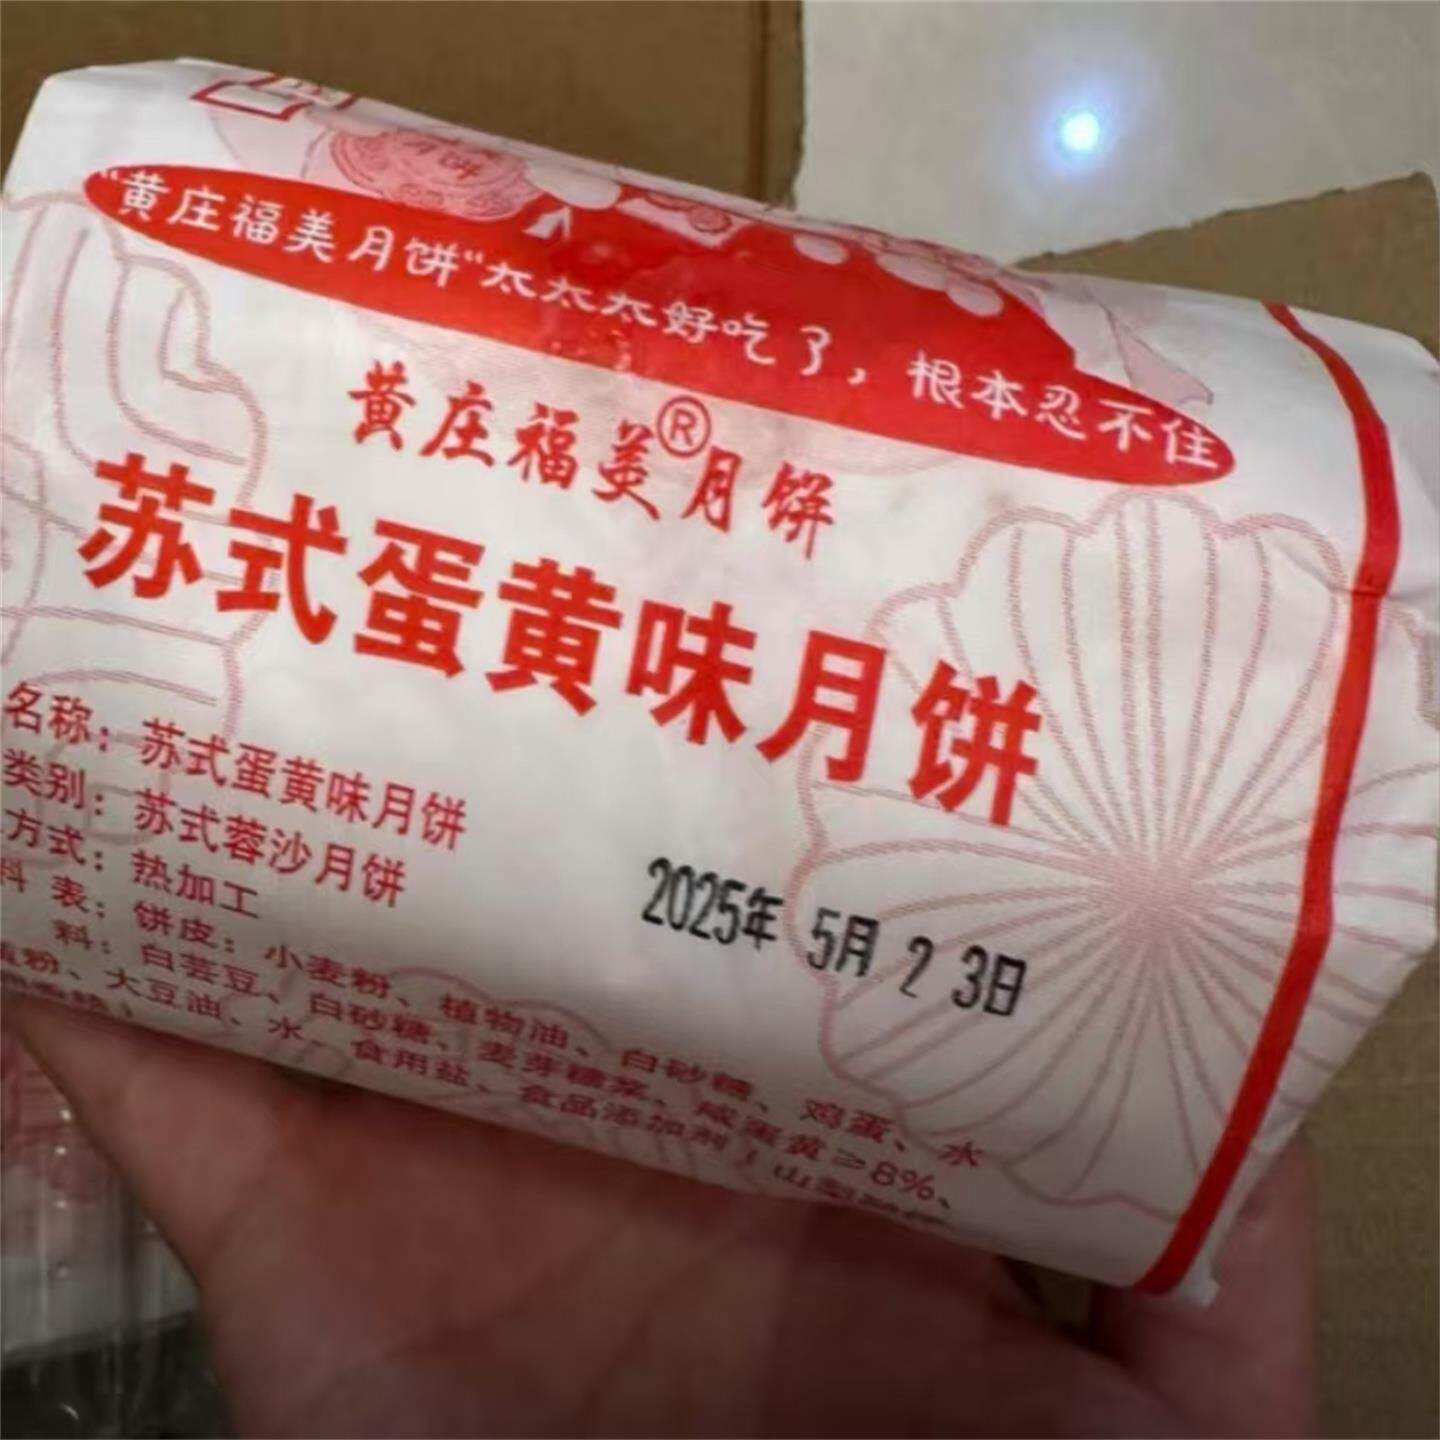 月饼
"黄庄福美月饼"太太太好吃了，根本忍不住
黄庄福美®月饼
苏式蛋黄味月饼
名称：苏式蛋黄味月饼
类别：苏式蓉沙月饼
方式：热加工
料 表：饼皮：小麦粉、植物油、白砂糖、鸡蛋、水
料：白芸豆、白砂糖、麦芽糖浆、咸蛋黄≥8%、
粉、大豆油、水、食用盐、食品添加剂（山梨
2025年 5月 2 3日